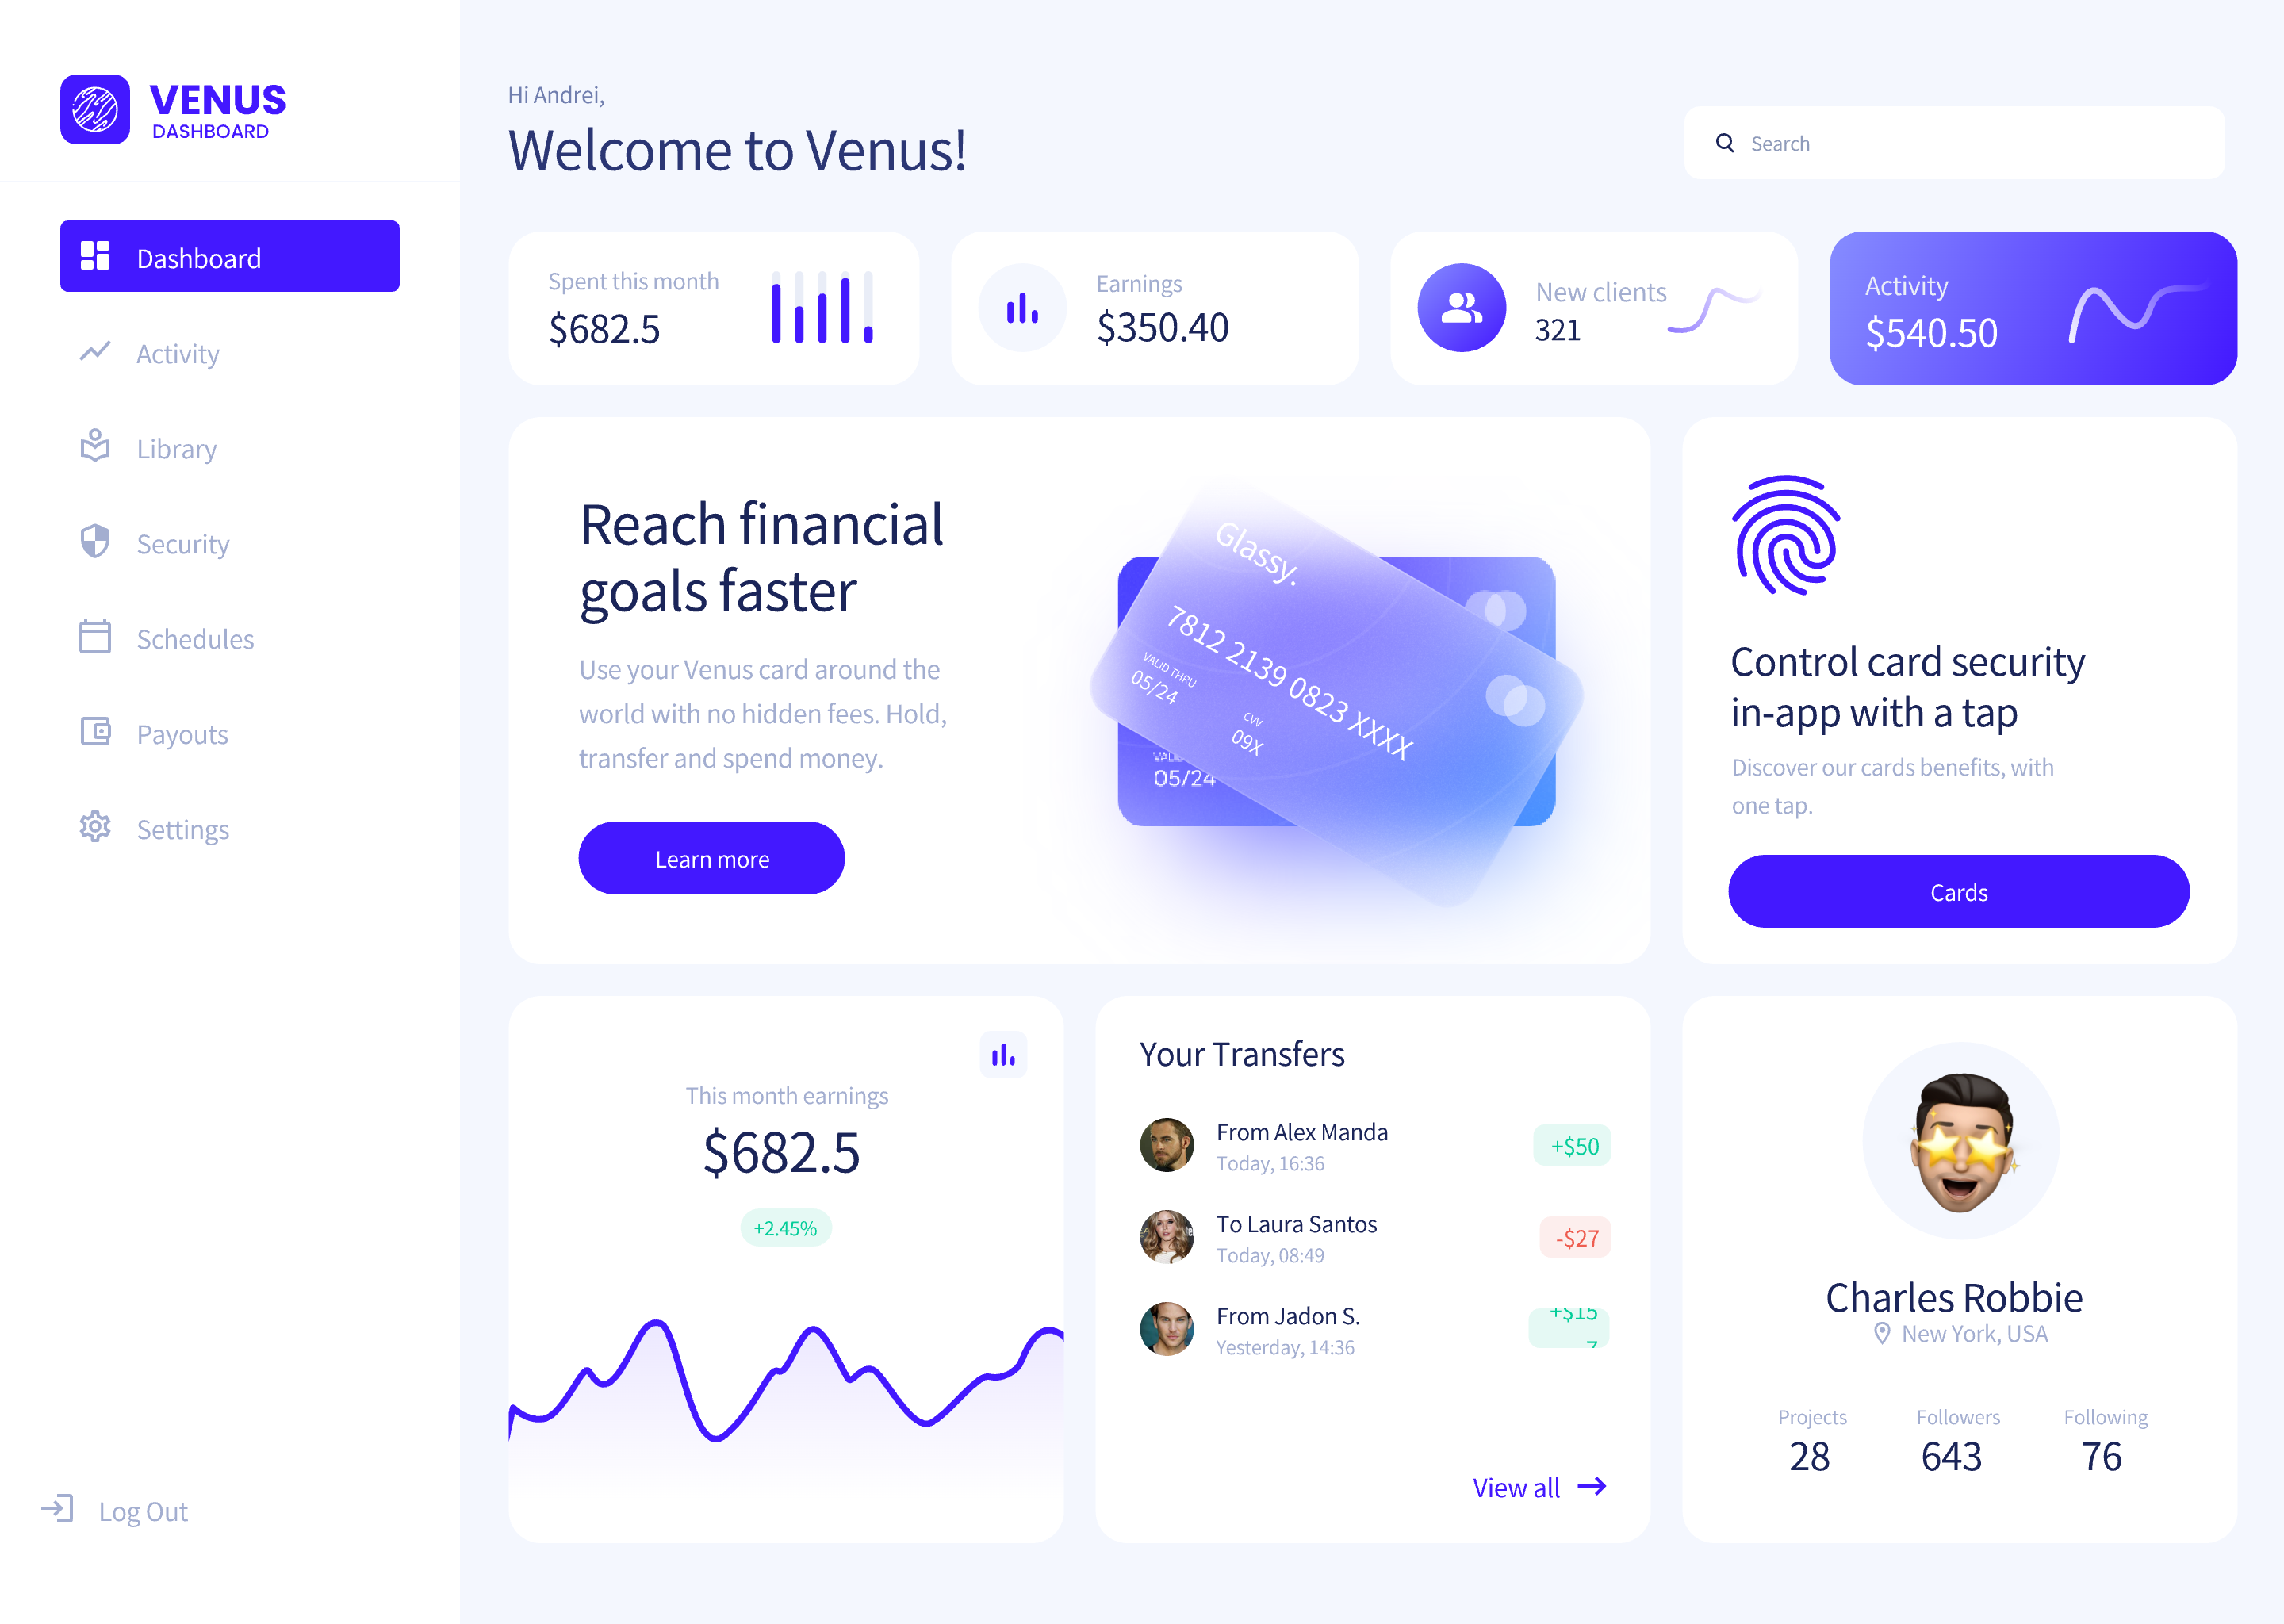 VENUS
DASHBOARD
Dashboard
Activity
Library
Security
Schedules
Payouts
Settings
Log Out
Hi Andrei,
Welcome to Venus!
Search
Spent this month
$682.5
Earnings
$350.40
New clients
321
Activity
$540.50
Reach financial
goals faster
Use your Venus card around the
world with no hidden fees. Hold,
transfer and spend money.
Learn more
Glassy.
7812 2139 0823 XXXX
VALID THRU
05/24
CVV
09X
05/24
Control card security
in-app with a tap
Discover our cards benefits, with
one tap.
Cards
This month earnings
$682.5
+2.45%
Your Transfers
From Alex Manda
Today, 16:36
+$50
To Laura Santos
Today, 08:49
-$27
From Jadon S.
Yesterday, 14:36
+$15
7
View all
Charles Robbie
New York, USA
Projects
28
Followers
643
Following
76